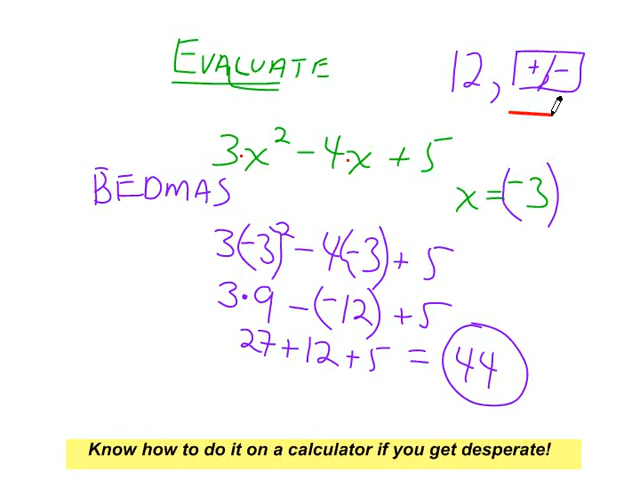 EVALUATE
12, +/-
3·x² - 4·x + 5
BEDMAS
x = (-3)
3(-3)² - 4(-3) + 5
3·9 - (-12) + 5
27 + 12 + 5 = 44
Know how to do it on a calculator if you get desperate!